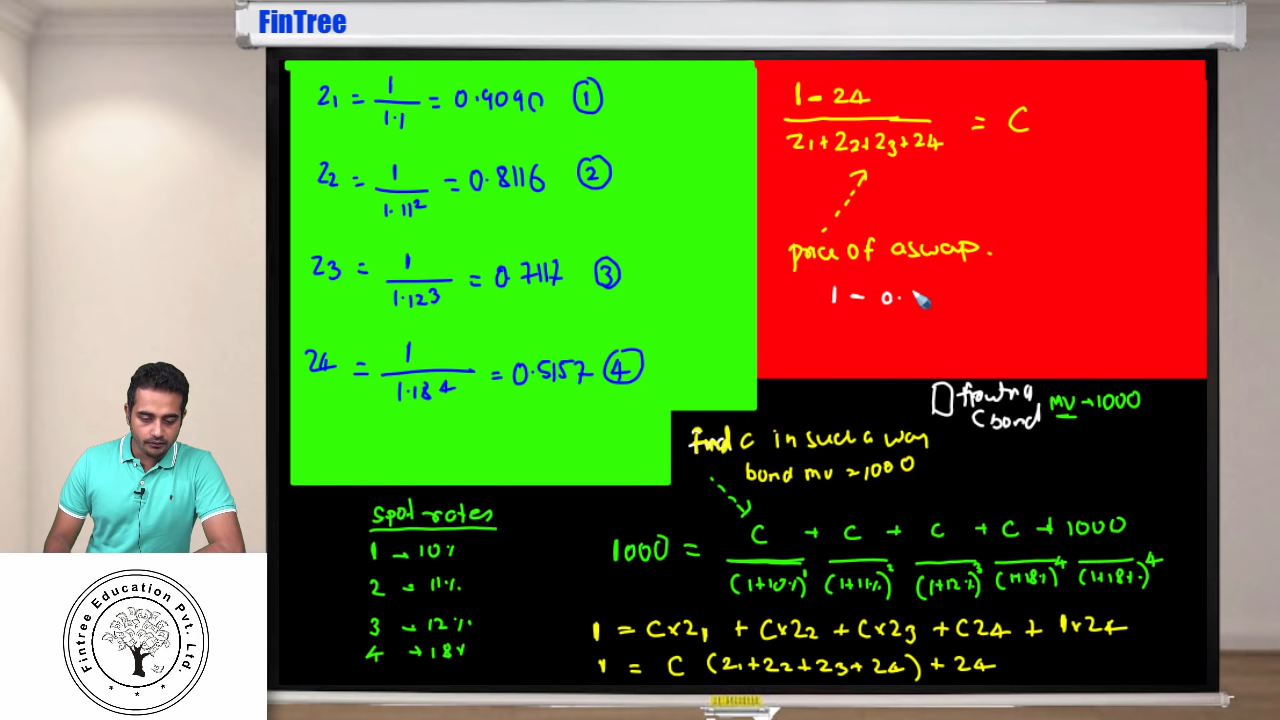 FinTree
z1 = 1/1.1 = 0.9090 ①
z2 = 1/1.11² = 0.8116 ②
z3 = 1/1.12³ = 0.7117 ③
z4 = 1/1.18⁴ = 0.5157 ④
1 - z4 / z1+z2+z3+z4 = C
price of a swap.
1 - 0.
C bond MV → 1000
find C in such a way
bond mv = 1000
spot rates
1 → 10%
2 - 11%.
3 → 12%.
4 → 18%
1000 = C/(1+10%)¹ + C/(1+11%)² + C/(1+12%)³ + C/(1+18%)⁴ + 1000/(1+18%)⁴
1 = C×z1 + C×z2 + C×z3 + Cz4 + 1×z4
1 = C (z1+z2+z3+z4) + z4
Fintree Education Pvt. Ltd.